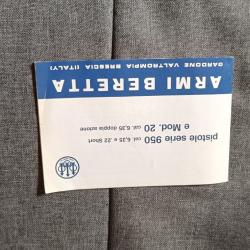 pistole serie 950
cal. 6,35 e .22 Short
e Mod. 20
cal. 6,35 doppia azione
ARMI BERETTA
GARDONE VALTROMPIA BRESCIA (ITALY)